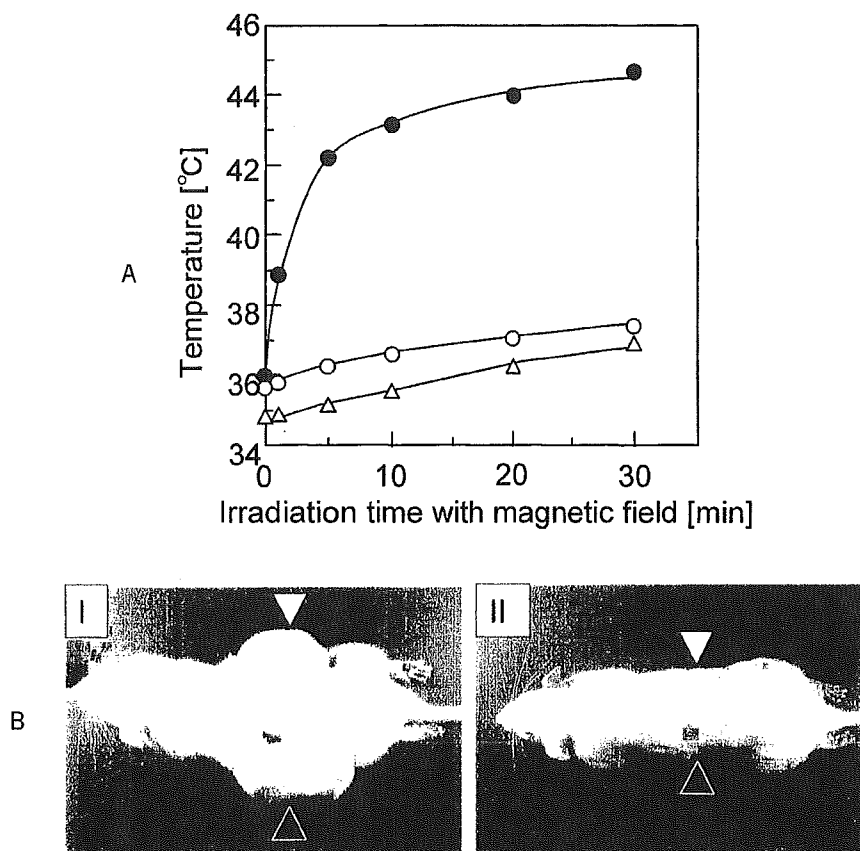 46
44
42
40
38
36
34
Temperature [℃]
A
0 10 20 30
Irradiation time with magnetic field [min]
I II
B